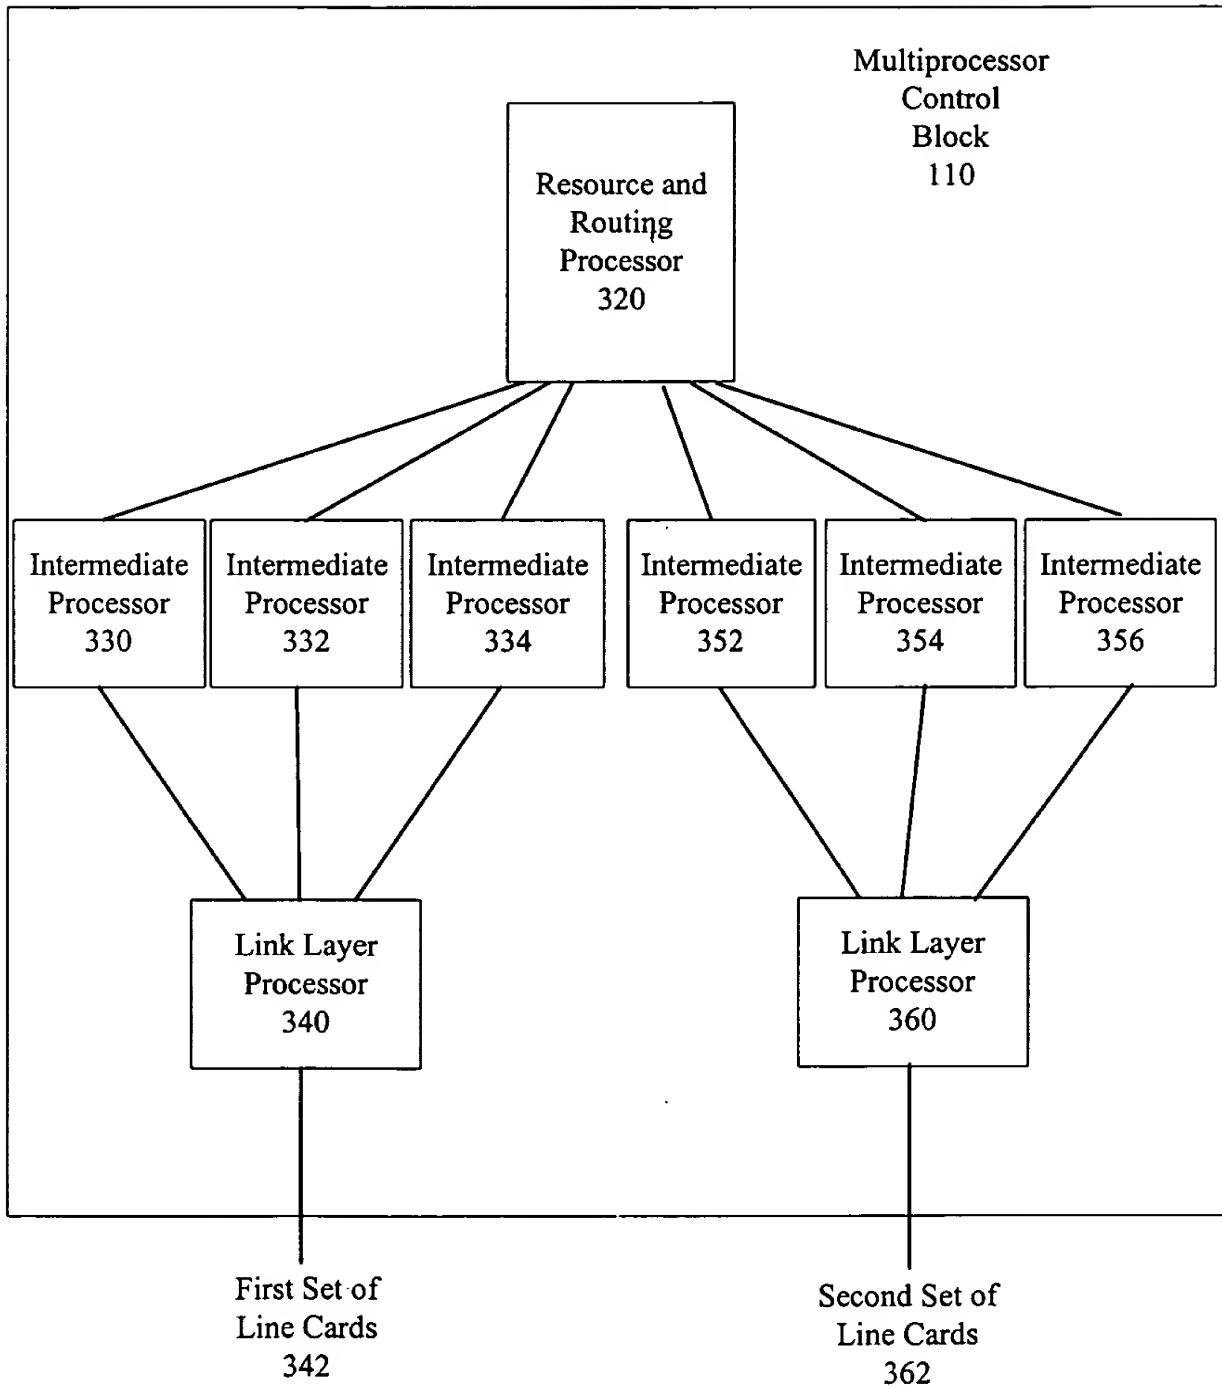 Multiprocessor
Control
Block
110
Resource and
Routing
Processor
320
Intermediate
Processor
330
Intermediate
Processor
332
Intermediate
Processor
334
Intermediate
Processor
352
Intermediate
Processor
354
Intermediate
Processor
356
Link Layer
Processor
340
Link Layer
Processor
360
First Set of
Line Cards
342
Second Set of
Line Cards
362